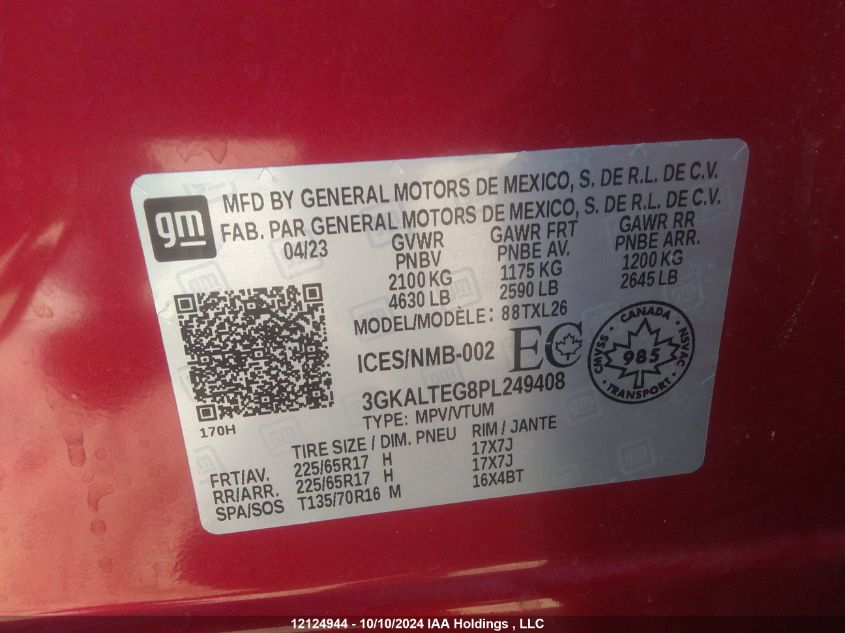 gm
MFD BY GENERAL MOTORS DE MEXICO, S. DE R.L. DE C.V.
FAB. PAR GENERAL MOTORS DE MEXICO, S. DE R.L. DE C.V.
04/23 GVWR GAWR FRT GAWR RR
PNBV PNBE AV. PNBE ARR.
2100 KG 1175 KG 1200 KG
4630 LB 2590 LB 2645 LB
MODEL/MODÈLE: 88TXL26
ICES/NMB-002 EC
CANADA
CMVSS 985 NSVAC
TRANSPORT
3GKALTEG8PL249408
170H TYPE: MPV/VTUM
TIRE SIZE / DIM. PNEU RIM / JANTE
FRT/AV. 225/65R17 H 17X7J
RR/ARR. 225/65R17 H 17X7J
SPA/SOS T135/70R16 M 16X4BT
12124944 - 10/10/2024 IAA Holdings , LLC